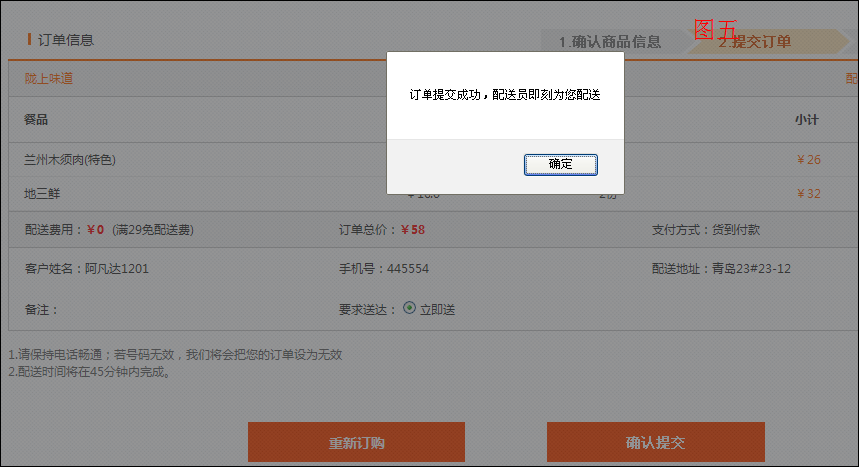 图五
订单信息
1.确认商品信息
2.提交订单
陇上味道
配
订单提交成功，配送员即刻为您配送
确定
餐品
小计
兰州木须肉(特色)
￥26
地三鲜
2份
￥32
配送费用：￥0 (满29免配送费)
订单总价：￥58
支付方式：货到付款
客户姓名：阿凡达1201
手机号：445554
配送地址：青岛23#23-12
备注：
要求送达： 立即送
1.请保持电话畅通；若号码无效，我们将会把您的订单设为无效
2.配送时间将在45分钟内完成。
重新订购
确认提交